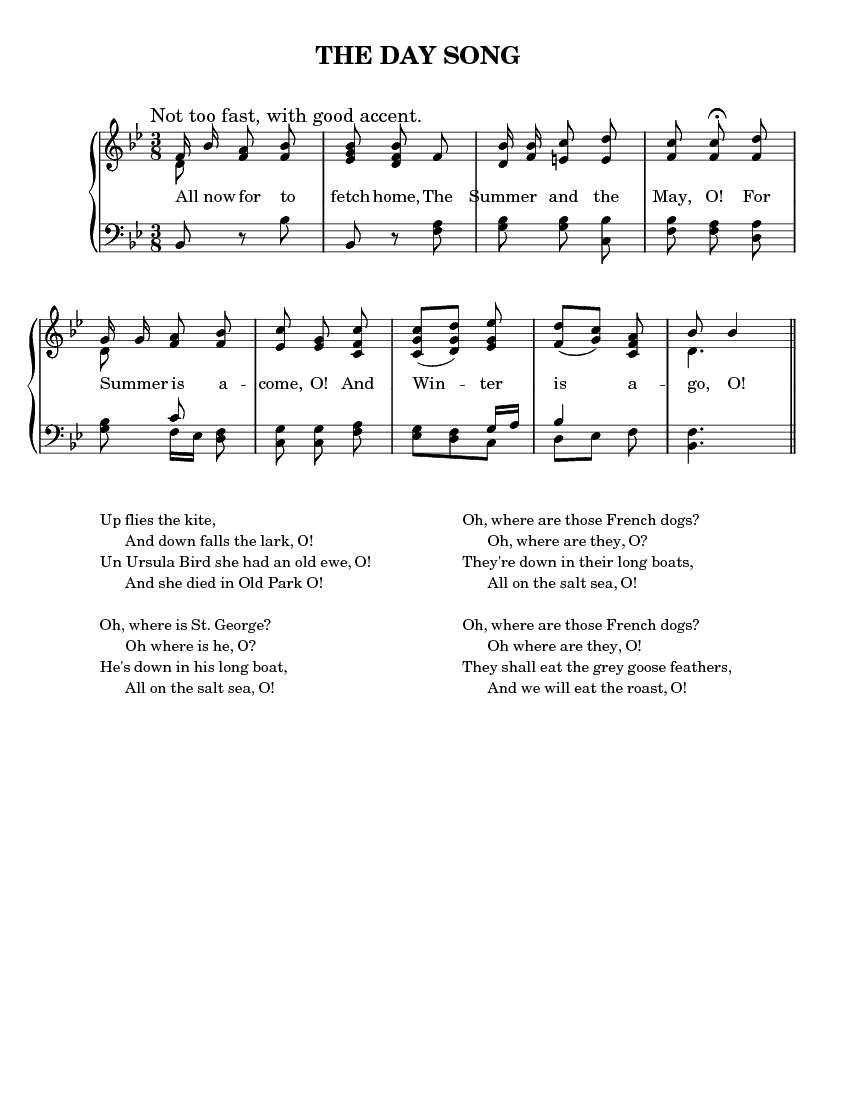 THE DAY SONG
Not too fast, with good accent.
All now for to fetch home, The Summer and the May, O! For
Summer is a - come, O! And Win - ter is a - go, O!
Up flies the kite,
And down falls the lark, O!
Un Ursula Bird she had an old ewe, O!
And she died in Old Park O!
Oh, where is St. George?
Oh where is he, O?
He's down in his long boat,
All on the salt sea, O!
Oh, where are those French dogs?
Oh, where are they, O?
They're down in their long boats,
All on the salt sea, O!
Oh, where are those French dogs?
Oh where are they, O!
They shall eat the grey goose feathers,
And we will eat the roast, O!